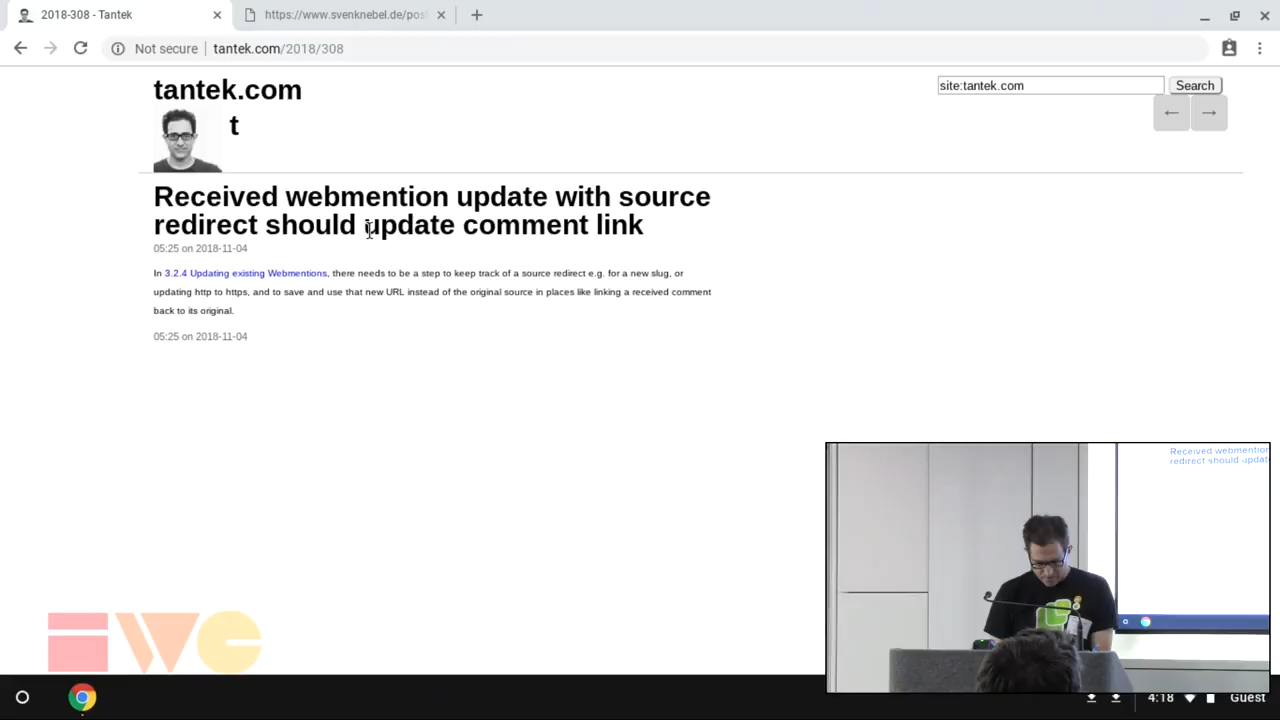 2018-308 - Tantek
https://www.svenknebel.de/pos
Not secure
tantek.com/2018/308
tantek.com
t
site:tantek.com
Search
← →
Received webmention update with source
redirect should update comment link
05:25 on 2018-11-04
In 3.2.4 Updating existing Webmentions, there needs to be a step to keep track of a source redirect e.g. for a new slug, or
updating http to https, and to save and use that new URL instead of the original source in places like linking a received comment
back to its original.
05:25 on 2018-11-04
Received webmention
redirect should updat
iwc
4:18
Guest